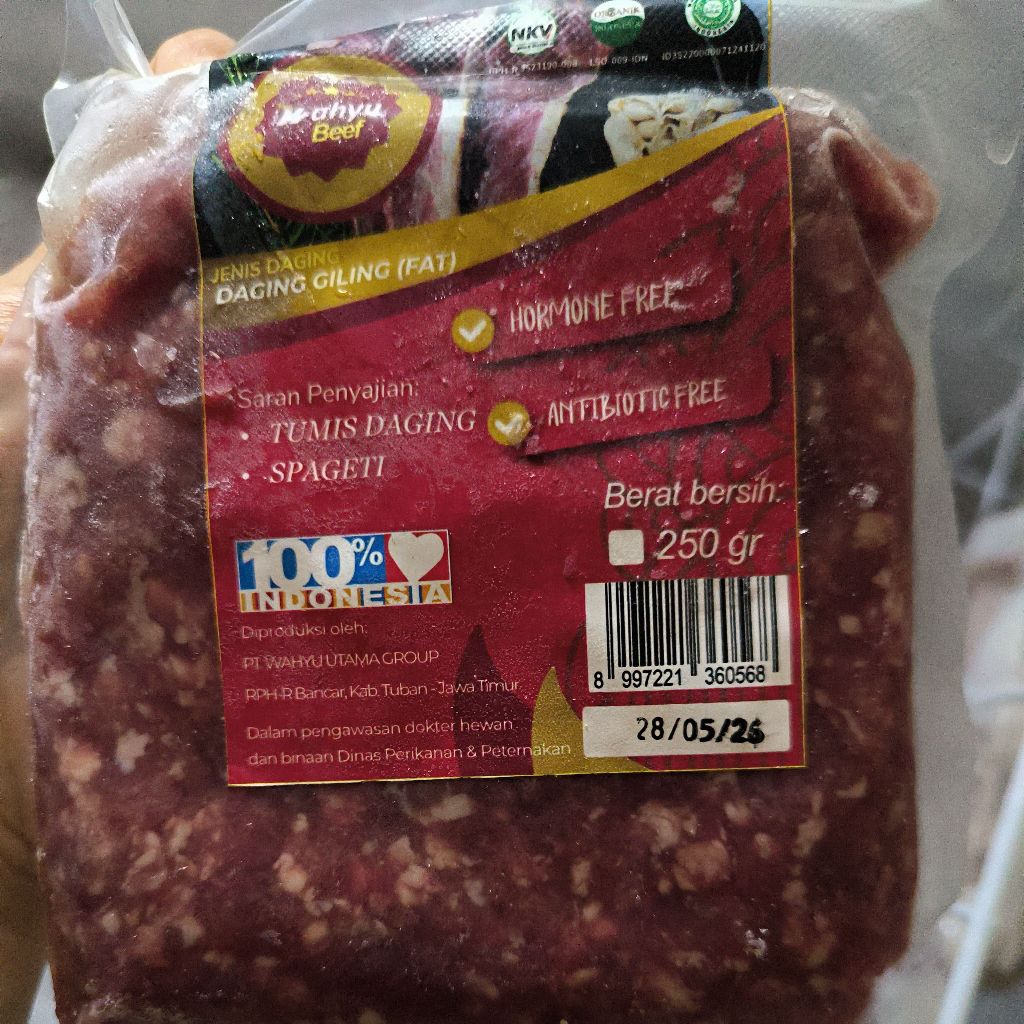 NKV
ORGANIK
Wahyu
Beef
JENIS DAGING
DAGING GILING (FAT)
HORMONE FREE
ANTIBIOTIC FREE
Saran Penyajian:
• TUMIS DAGING
• SPAGETI
Berat bersih:
250 gr
100%
INDONESIA
Diproduksi oleh:
PT. WAHYU UTAMA GROUP
RPH-R Bancar, Kab. Tuban - Jawa Timur
Dalam pengawasan dokter hewan
dan binaan Dinas Perikanan & Peternakan
8 997221 360568
28/05/